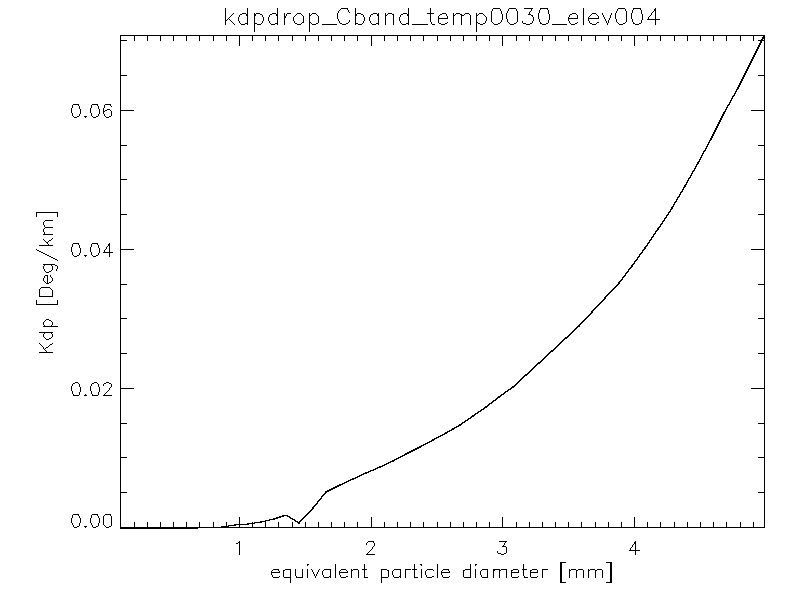 kdpdrop_Cband_temp0030_elev004
0.06
0.04
0.02
0.00
Kdp [Deg/km]
1 2 3 4
equivalent particle diameter [mm]